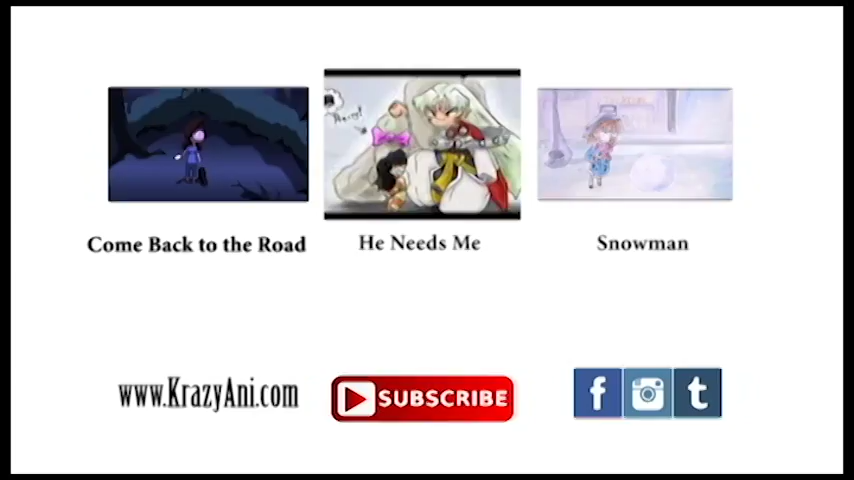 Come Back to the Road
He Needs Me
Snowman
www.KrazyAni.com
SUBSCRIBE
f
t